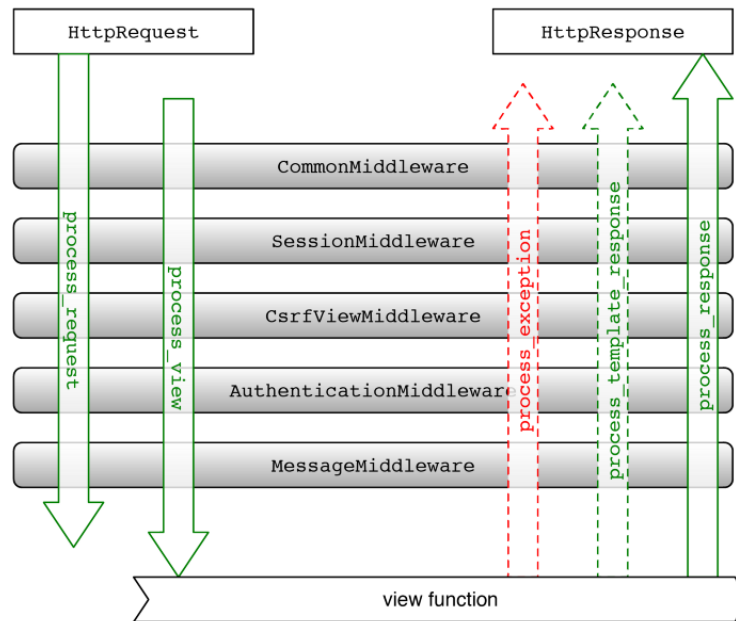 HttpRequest
HttpResponse
CommonMiddleware
SessionMiddleware
CsrfViewMiddleware
AuthenticationMiddleware
MessageMiddleware
process_request
process_view
process_exception
process_template_response
process_response
view function